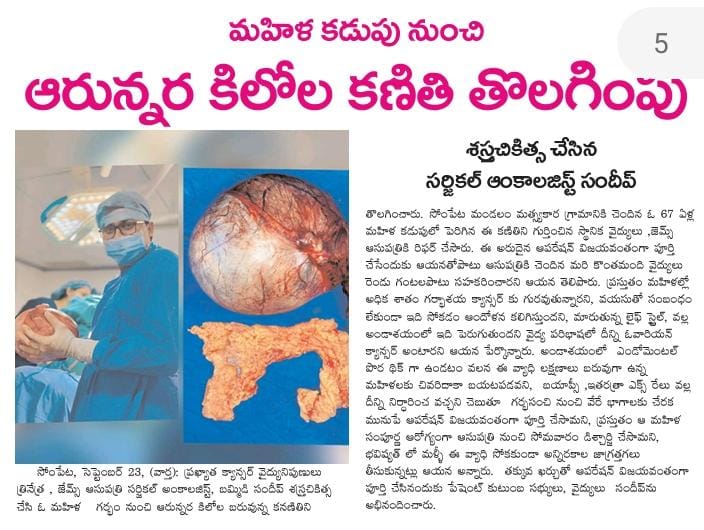 మహిళ కడుపు నుంచి
5
ఆరున్నర కిలోల కణితి తొలగింపు
శస్త్రచికిత్స చేసిన
సర్జికల్ ఆంకాలజిస్ట్ సందీప్
సోంపేట, సెప్టెంబర్ 23, (వార్త): ప్రఖ్యాత క్యాన్సర్ వైద్యనిపుణులు
త్రినేత్ర , జేమ్స్ ఆసుపత్రి సర్జికల్ అంకాలజిస్ట్, బమ్మిడి సందీప్ శస్త్రచికిత్స
చేసి ఓ మహిళ గర్భం నుంచి ఆరున్నర కిలోల బరువున్న కనణితిని
తొలగించారు. సోంపేట మండలం మత్స్యకార గ్రామానికి చెందిన ఓ 67 ఏళ్ల
మహిళ కడుపులో పెరిగిన ఈ కణితిని గుర్తించిన స్థానిక వైద్యులు ,జెమ్స్
ఆసుపత్రికి రిఫర్ చేసారు. ఈ అరుదైన ఆపరేషన్ విజయవంతంగా పూర్తి
చేసేందుకు ఆయనతోపాటు ఆసుపత్రికి చెందిన మరి కొంతమంది వైద్యులు
రెండు గంటలపాటు సహకరించారని ఆయన తెలిపారు. ప్రస్తుతం మహిళల్లో
అధిక శాతం గర్భాశయ క్యాన్సర్ కు గురవుతున్నారని, వయసుతో సంబంధం
లేకుండా ఇది సోకడం ఆందోళన కలిగిస్తుందని, మారుతున్న లైఫ్ స్టైల్, వల్ల
అండాశయంలో ఇది పెరుగుతుందని వైద్య పరిభాషలో దీన్ని ఓవారియన్
క్యాన్సర్ అంటారని ఆయన పేర్కొన్నారు. అండాశయంలో ఎండోమెంటల్
పొర థిక్ గా ఉండటం వలన ఈ వ్యాధి లక్షణాలు బరువుగా ఉన్న
మహిళలకు చివరిదాకా బయటపడవని, బయాప్సీ ,ఇతరత్రా ఎక్స్ రేలు వల్ల
దీన్ని నిర్ధారించ వచ్చని చెబుతూ గర్భసంచి నుంచి వేరే భాగాలకు చేరక
మునుపే ఆపరేషన్ విజయవంతంగా పూర్తి చేసామని, ప్రస్తుతం ఆ మహిళ
సంపూర్ణ ఆరోగ్యంగా ఆసుపత్రి నుంచి సోమవారం డిశ్చార్జి చేసామని,
భవిష్యత్ లో మళ్ళీ ఈ వ్యాధి సోకకుండా అన్నిరకాల జాగ్రత్తగలు
తీసుకున్నట్లు ఆయన అన్నారు. తక్కువ ఖర్చుతో ఆపరేషన్ విజయవంతంగా
పూర్తి చేసినందుకు పేషెంట్ కుటుంబ సభ్యులు, వైద్యులు సందీప్‌ను
అభినందించారు.